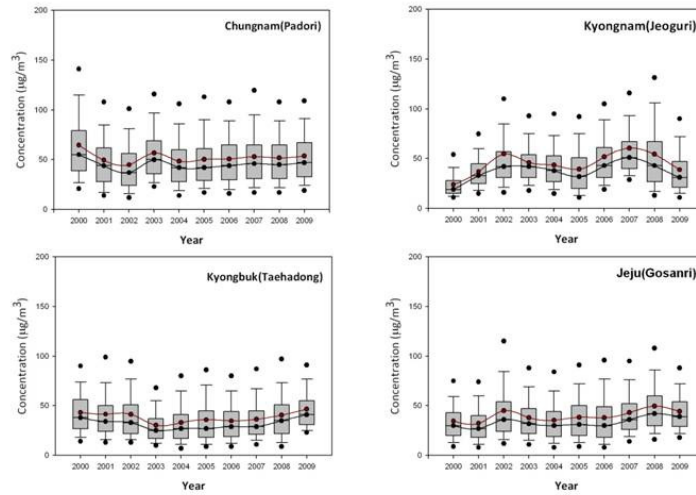 Chungnam(Padori)
Concentration (µg/m³)
200
150
100
50
0
2000 2001 2002 2003 2004 2005 2006 2007 2008 2009
Year
Kyongnam(Jeoguri)
Concentration (µg/m³)
200
150
100
50
0
2000 2001 2002 2003 2004 2005 2006 2007 2008 2009
Year
Kyongbuk(Taehadong)
Concentration (µg/m³)
200
150
100
50
0
2000 2001 2002 2003 2004 2005 2006 2007 2008 2009
Year
Jeju(Gosanri)
Concentration (µg/m³)
200
150
100
50
0
2000 2001 2002 2003 2004 2005 2006 2007 2008 2009
Year